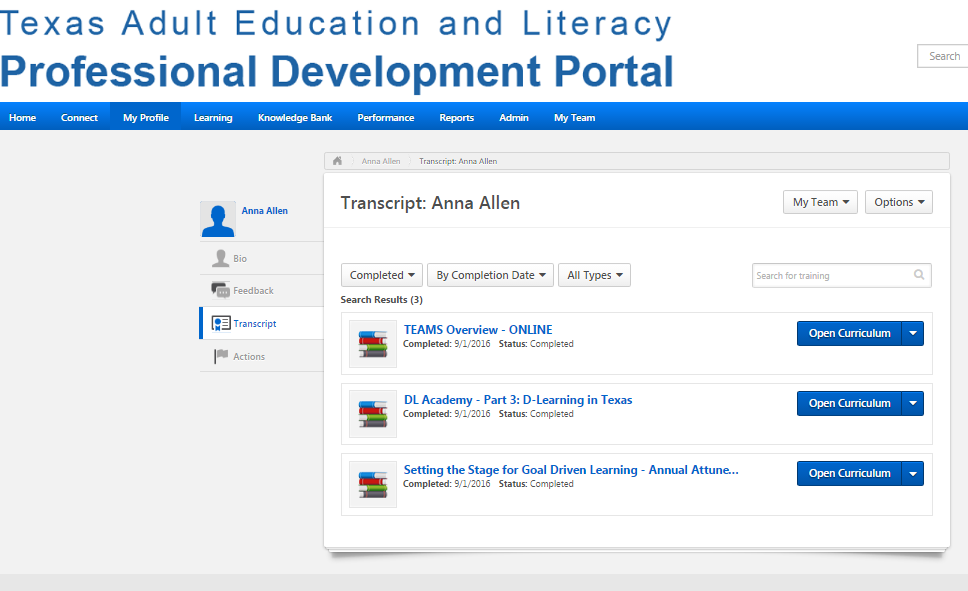 Texas Adult Education and Literacy
Professional Development Portal
Search
Home Connect My Profile Learning Knowledge Bank Performance Reports Admin My Team
Anna Allen Transcript: Anna Allen
Transcript: Anna Allen
My Team Options
Anna Allen
Bio
Feedback
Transcript
Actions
Completed By Completion Date All Types
Search for training
Search Results (3)
TEAMS Overview - ONLINE
Completed: 9/1/2016 Status: Completed
Open Curriculum
DL Academy - Part 3: D-Learning in Texas
Completed: 9/1/2016 Status: Completed
Open Curriculum
Setting the Stage for Goal Driven Learning - Annual Attune...
Completed: 9/1/2016 Status: Completed
Open Curriculum